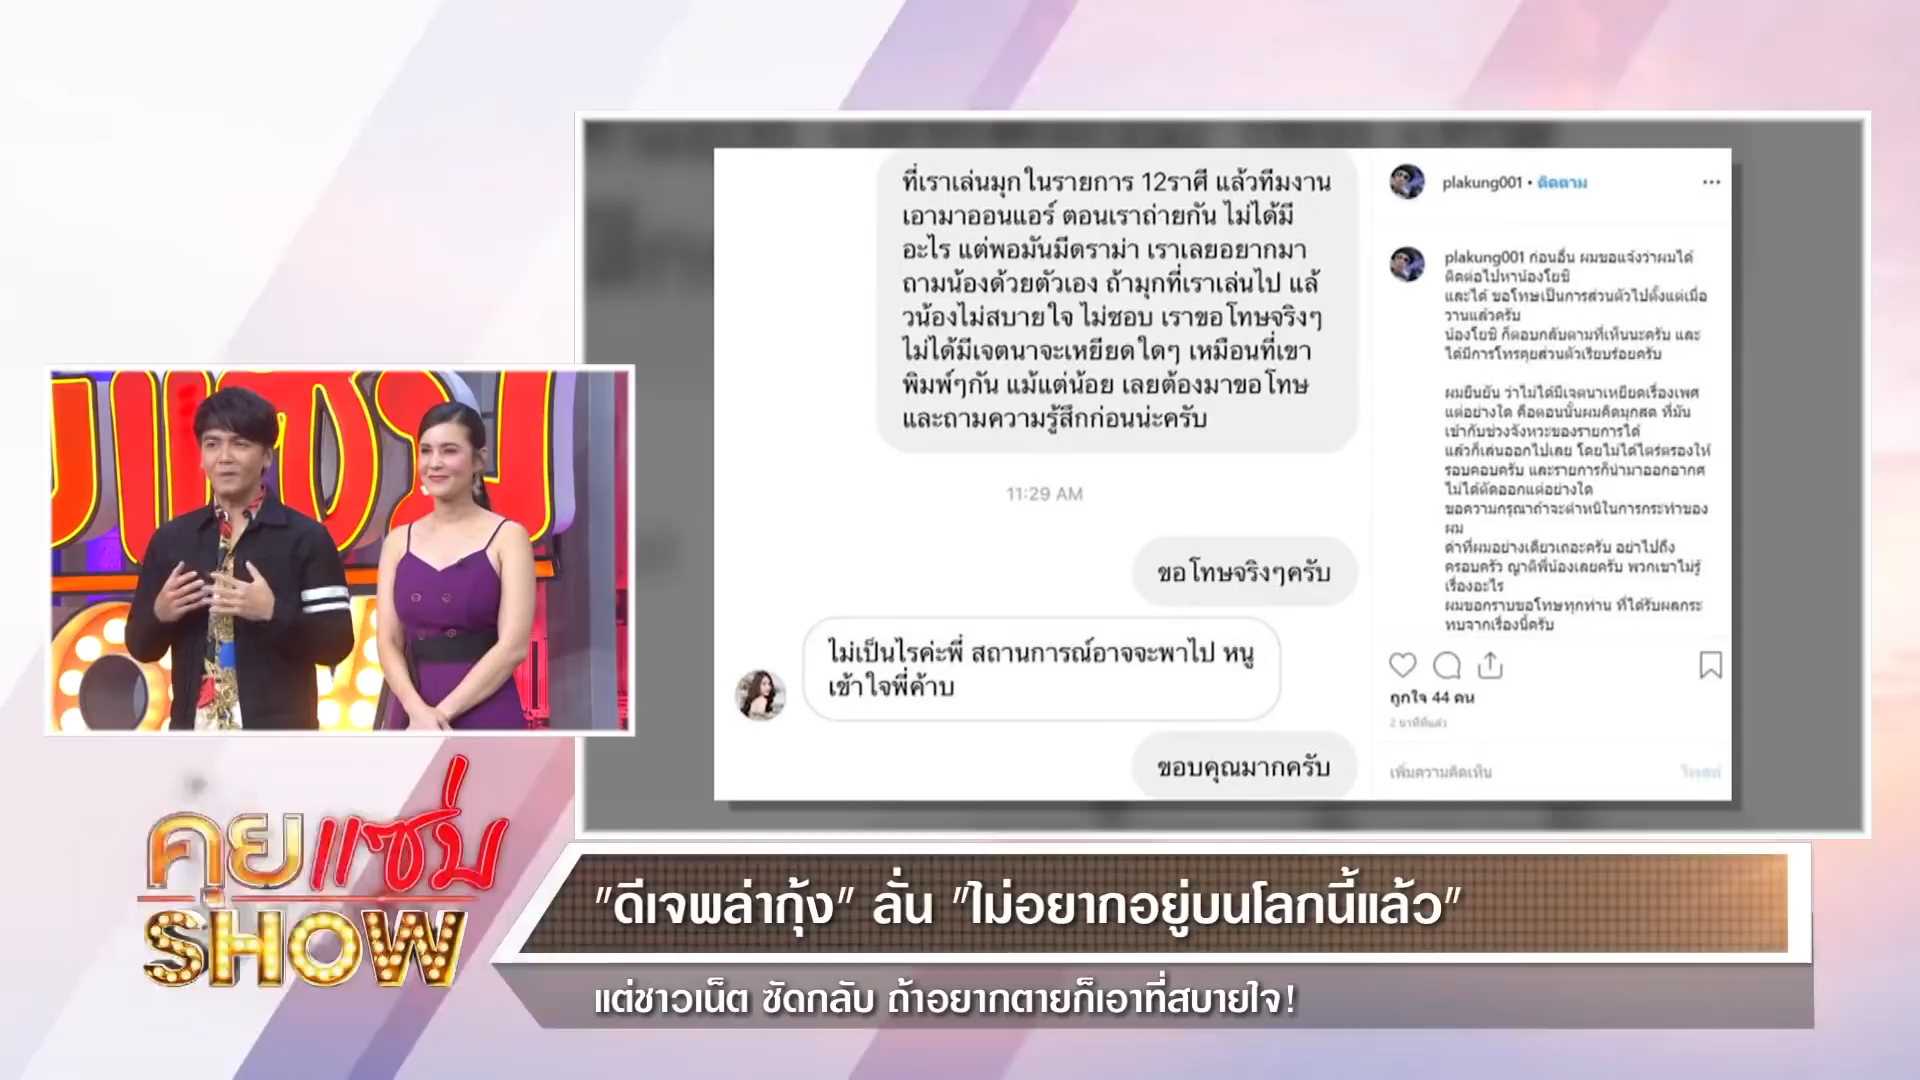 ที่เราเล่นมุกในรายการ 12ราศี แล้วทีมงาน
เอามาออนแอร์ ตอนเราถ่ายกัน ไม่ได้มี
อะไร แต่พอมันมีดราม่า เราเลยอยากมา
ถามน้องด้วยตัวเอง ถ้ามุกที่เราเล่นไป แล้
วน้องไม่สบายใจ ไม่ชอบ เราขอโทษจริงๆ
ไม่ได้มีเจตนาจะเหยียดใดๆ เหมือนที่เขา
พิมพ์ๆกัน แม้แต่น้อย เลยต้องมาขอโทษ
และถามความรู้สึกก่อนน่ะครับ
11:29 AM
ขอโทษจริงๆครับ
ไม่เป็นไรค่ะพี่ สถานการณ์อาจจะพาไป หนู
เข้าใจพี่ค้าบ
ขอบคุณมากครับ
plakung001 • ติดตาม
plakung001 ก่อนอื่น ผมขอแจ้งว่าผมได้
ติดต่อไปหาน้องโยชิ
และได้ ขอโทษเป็นการส่วนตัวไปตั้งแต่เมื่อ
วานแล้วครับ
น้องโยชิ ก็ตอบกลับตามที่เห็นนะครับ และ
ได้มีการโทรคุยส่วนตัวเรียบร้อยครับ
ผมยืนยัน ว่าไม่ได้มีเจตนาเหยียดเรื่องเพศ
แต่อย่างใด คือตอนนั้นผมคิดมุกสด ที่มัน
เข้ากับช่วงจังหวะของรายการได้
แล้วก็เล่นออกไปเลย โดยไม่ได้ไตร่ตรองให้
รอบคอบครับ และรายการก็นำมาออกอากศ
ไม่ได้ตัดออกแต่อย่างใด
ขอความกรุณาถ้าจะตำหนิในการกระทำของ
ผม
ด่าที่ผมอย่างเดียวเถอะครับ อย่าไปถึง
ครอบครัว ญาติพี่น้องเลยครับ พวกเขาไม่รู้
เรื่องอะไร
ผมขอกราบขอโทษทุกท่าน ที่ได้รับผลกระ
ทบจากเรื่องนี้ครับ
ถูกใจ 44 คน
2 นาทีที่แล้ว
เพิ่มความคิดเห็น
โพสต์
คุยแซ่บ
SHOW
"ดีเจพล่ากุ้ง" ลั่น "ไม่อยากอยู่บนโลกนี้แล้ว"
แต่ชาวเน็ต ซัดกลับ ถ้าอยากตายก็เอาที่สบายใจ!